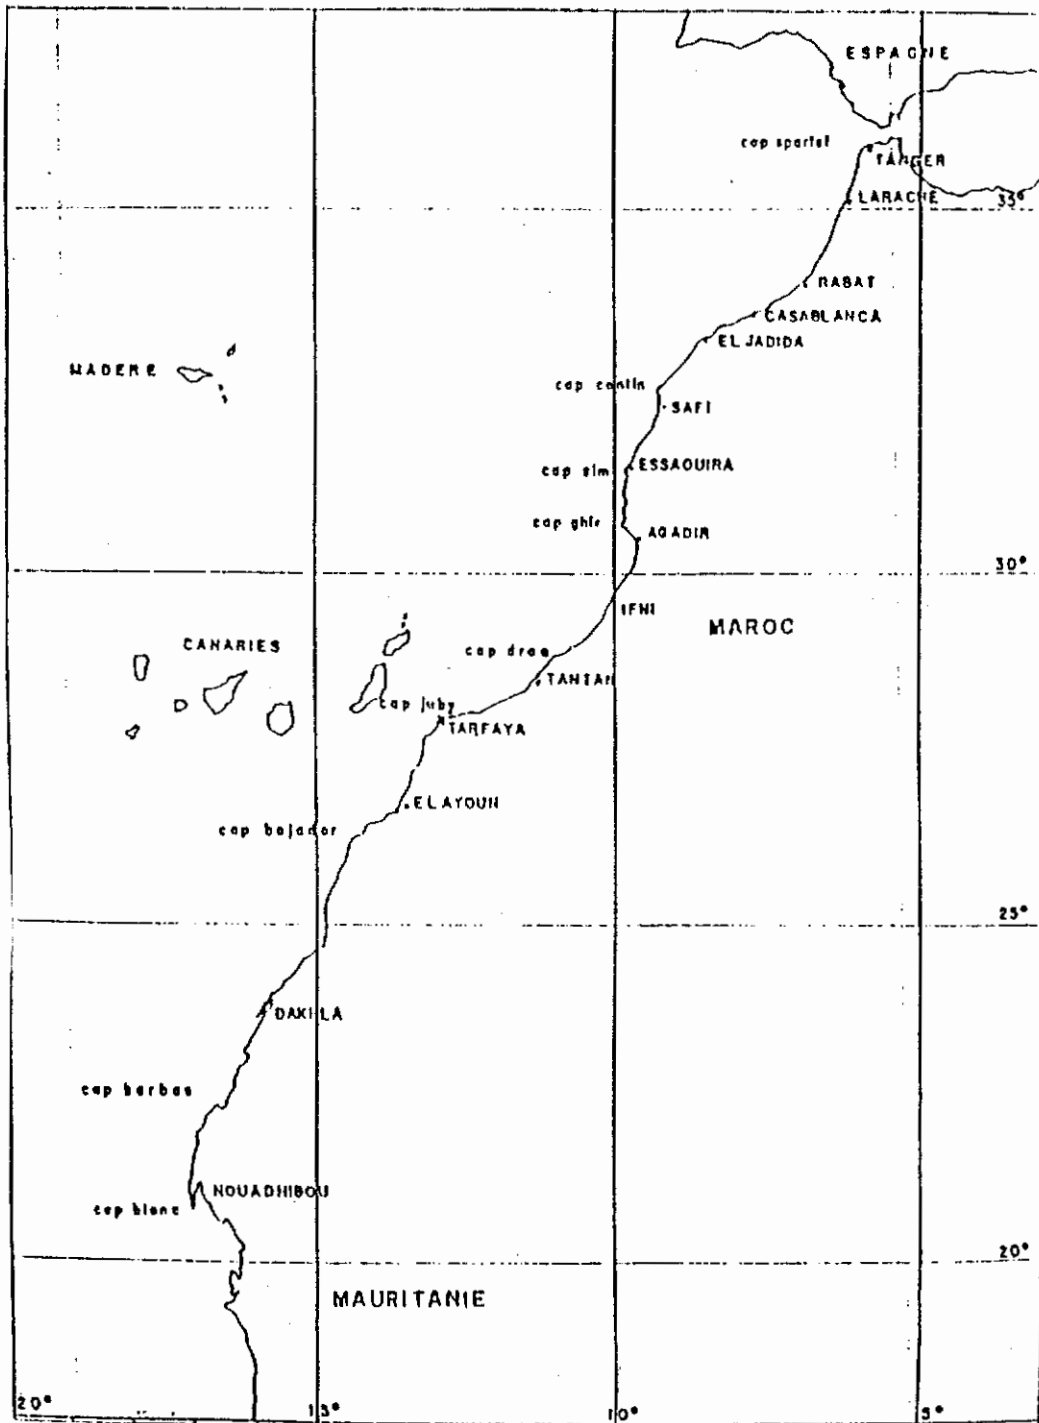 ESPAGNE
cap spartel
TANGER
LARACHE
35°
RABAT
CASABLANCA
EL JADIDA
MADERE
cap cantin
SAFI
cap sim
ESSAOUIRA
cap ghir
AGADIR
30°
IFNI
MAROC
CANARIES
cap draa
TANTAN
cap juby
TARFAYA
EL AYOUN
cap bojador
25°
DAKHLA
cap barbas
NOUADHIBOU
cap blanc
20°
MAURITANIE
20°
15°
10°
5°